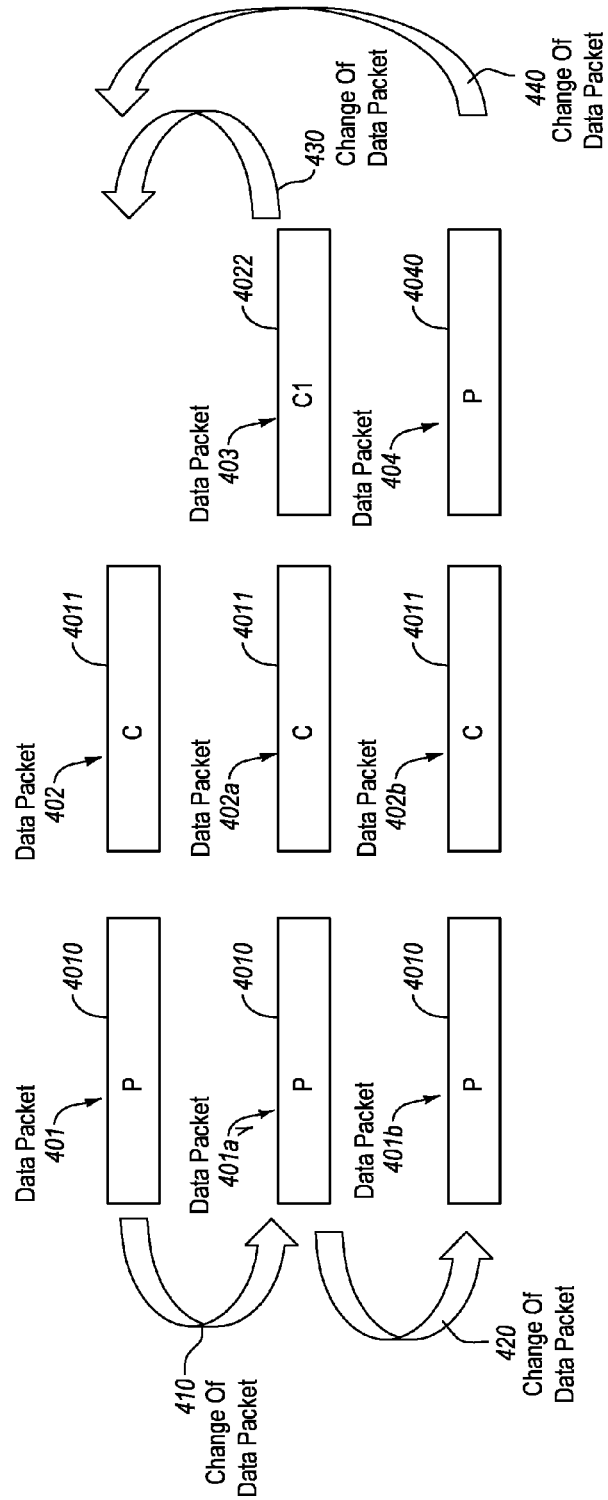 Data Packet
401
4010
P
Data Packet
402
4011
C
410
Change Of
Data Packet
Data Packet
401a
4010
P
Data Packet
402a
4011
C
Data Packet
403
4022
C1
430
Change Of
Data Packet
420
Change Of
Data Packet
Data Packet
401b
4010
P
Data Packet
402b
4011
C
Data Packet
404
4040
P
440
Change Of
Data Packet